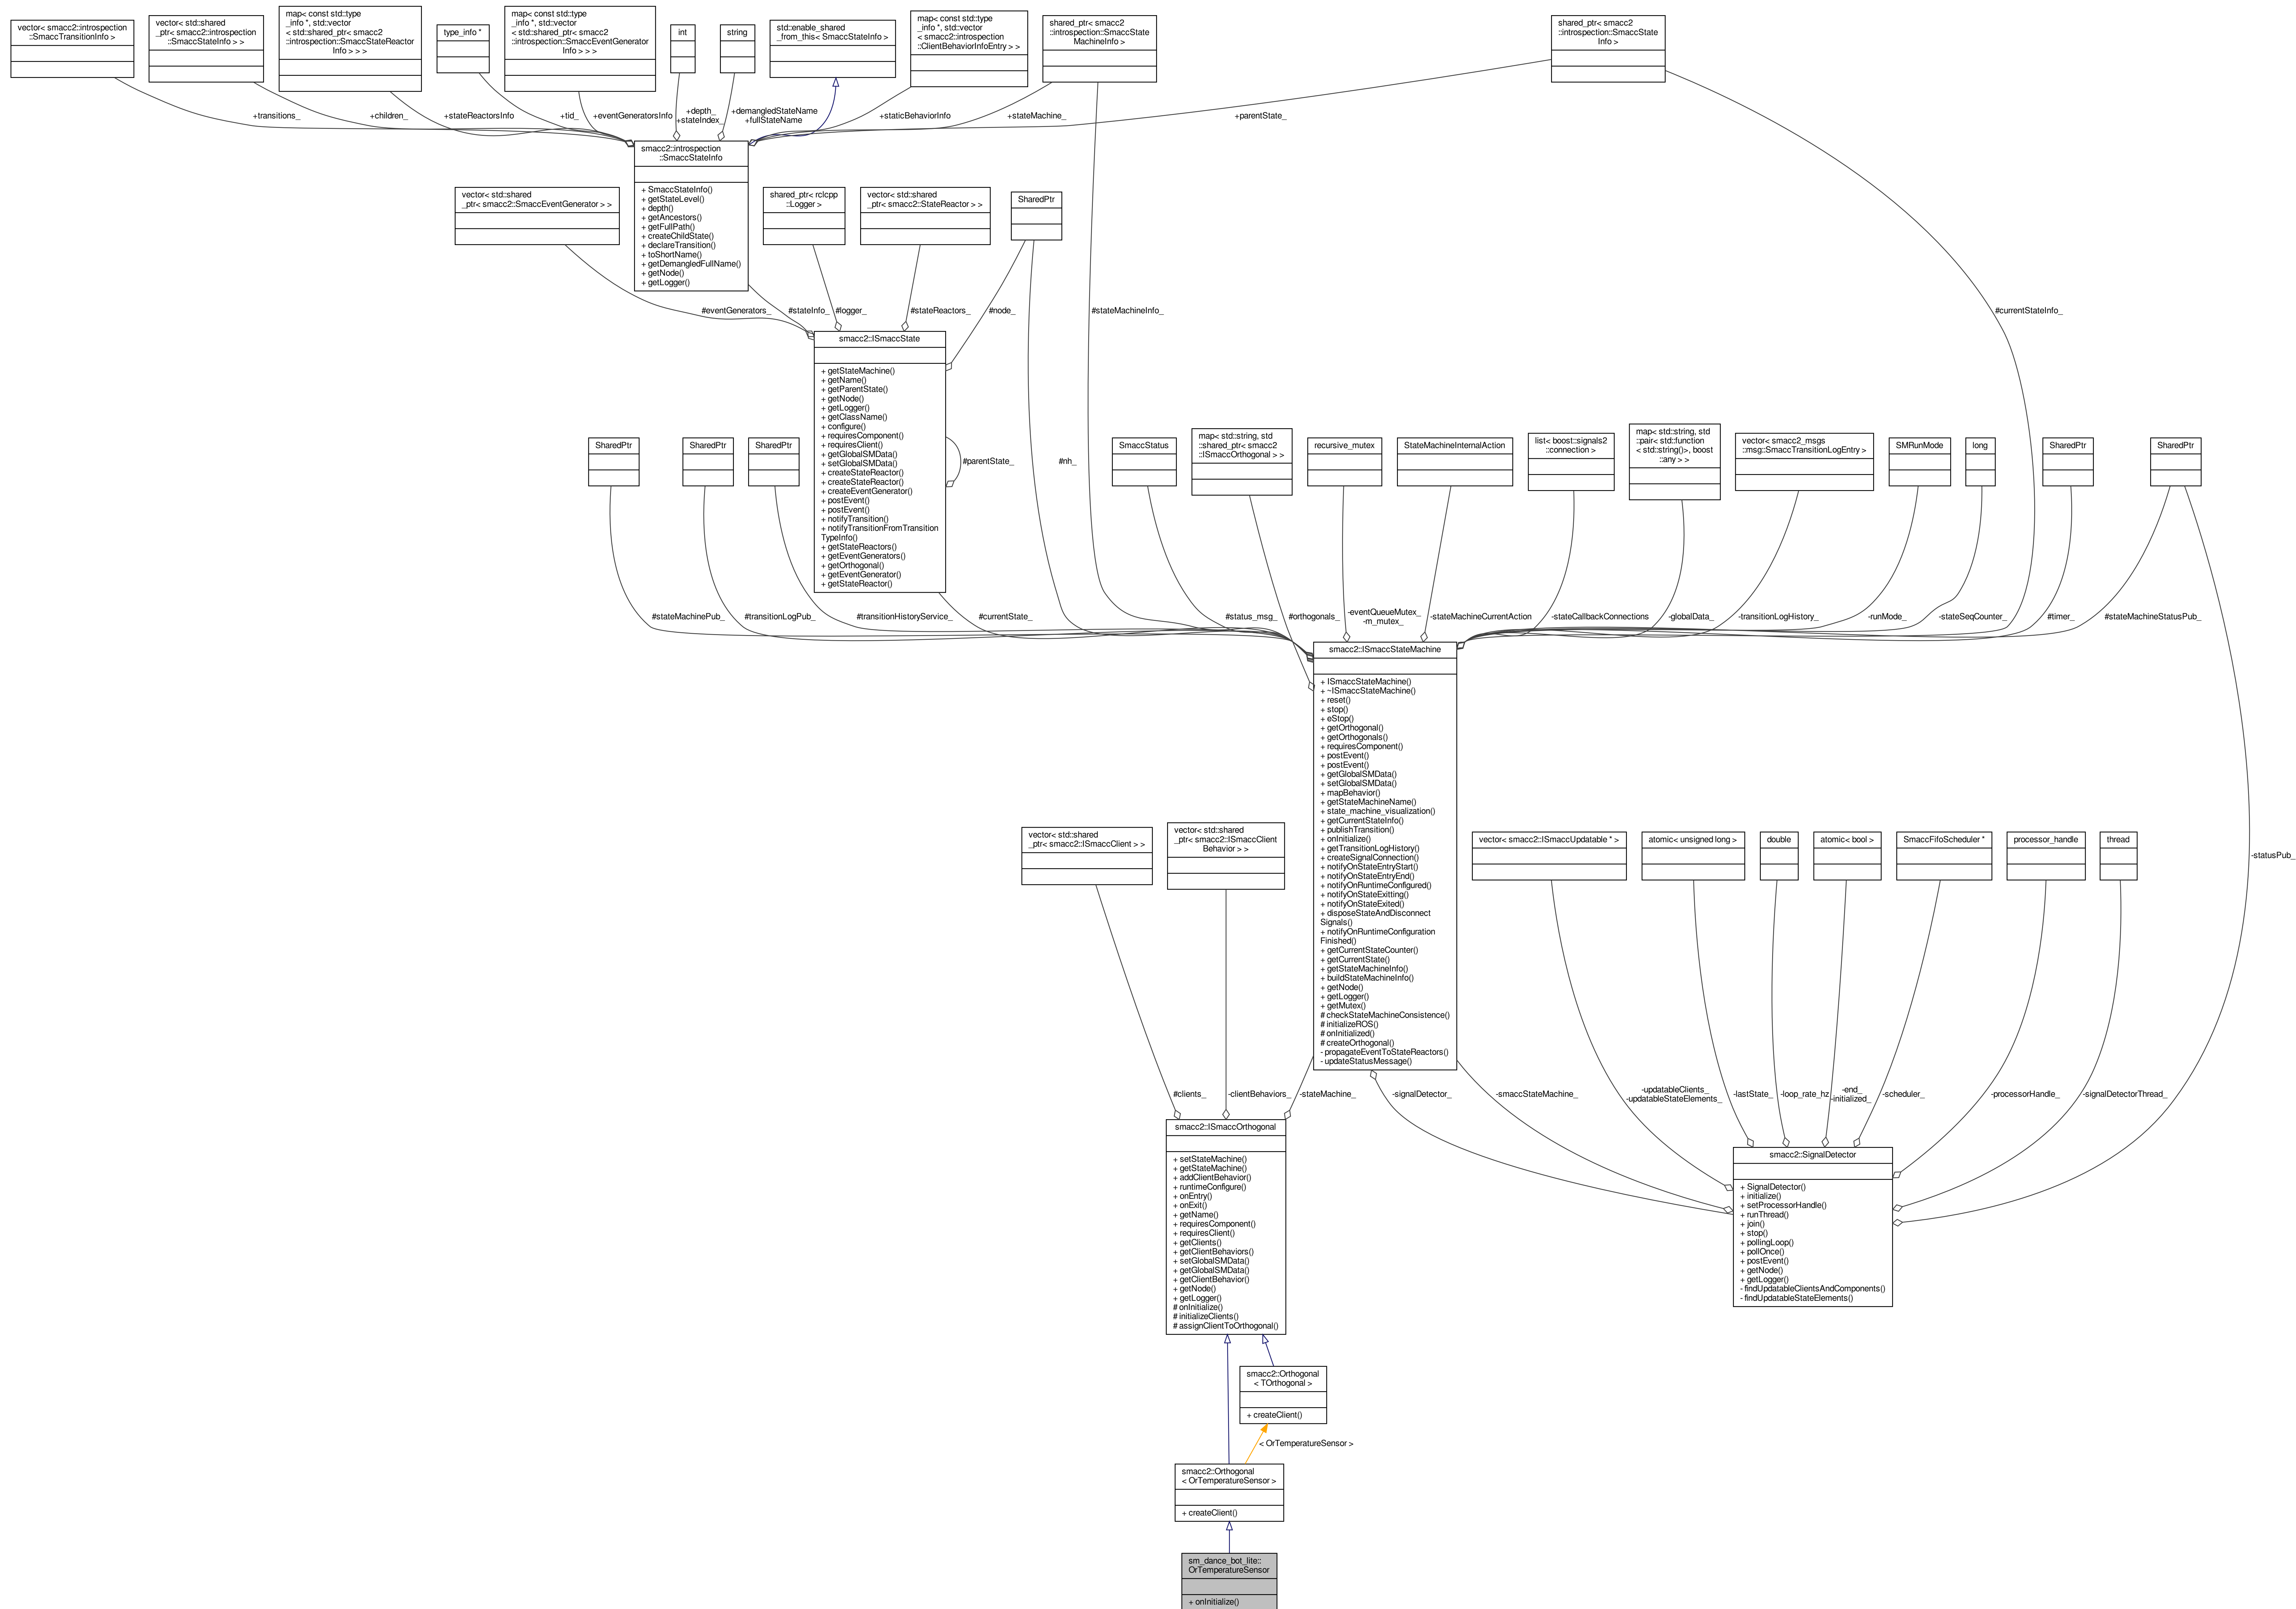 vector< smacc2::introspection
::SmaccTransitionInfo >
vector< std::shared
_ptr< smacc2::introspection
::SmaccStateInfo > >
map< const std::type
_info *, std::vector
< std::shared_ptr< smacc2
::introspection::SmaccStateReactor
Info > > >
type_info *
map< const std::type
_info *, std::vector
< std::shared_ptr< smacc2
::introspection::SmaccEventGenerator
Info > > >
int
string
std::enable_shared
_from_this< SmaccStateInfo >
map< const std::type
_info *, std::vector
< smacc2::introspection
::ClientBehaviorInfoEntry > >
shared_ptr< smacc2
::introspection::SmaccState
MachineInfo >
shared_ptr< smacc2
::introspection::SmaccState
Info >
+transitions_
+children_
+stateReactorsInfo
+tid_
+eventGeneratorsInfo
+depth_
+stateIndex_
+demangledStateName
+fullStateName
+staticBehaviorInfo
+stateMachine_
+parentState_
smacc2::introspection
::SmaccStateInfo
+ SmaccStateInfo()
+ getStateLevel()
+ depth()
+ getAncestors()
+ getFullPath()
+ createChildState()
+ declareTransition()
+ toShortName()
+ getDemangledFullName()
+ getNode()
+ getLogger()
vector< std::shared
_ptr< smacc2::SmaccEventGenerator > >
shared_ptr< rclcpp
::Logger >
vector< std::shared
_ptr< smacc2::StateReactor > >
SharedPtr
#eventGenerators_
#stateInfo_
#logger_
#stateReactors_
#node_
#stateMachineInfo_
#currentStateInfo_
smacc2::ISmaccState
+ getStateMachine()
+ getName()
+ getParentState()
+ getNode()
+ getLogger()
+ getClassName()
+ configure()
+ requiresComponent()
+ requiresClient()
+ getGlobalSMData()
+ setGlobalSMData()
+ createStateReactor()
+ createStateReactor()
+ createEventGenerator()
+ postEvent()
+ postEvent()
+ notifyTransition()
+ notifyTransitionFromTransition
TypeInfo()
+ getStateReactors()
+ getEventGenerators()
+ getOrthogonal()
+ getEventGenerator()
+ getStateReactor()
#parentState_
#nh_
SharedPtr
SharedPtr
SharedPtr
SmaccStatus
map< std::string, std
::shared_ptr< smacc2
::ISmaccOrthogonal > >
recursive_mutex
StateMachineInternalAction
list< boost::signals2
::connection >
map< std::string, std
::pair< std::function
< std::string()>, boost
::any > >
vector< smacc2_msgs
::msg::SmaccTransitionLogEntry >
SMRunMode
long
SharedPtr
SharedPtr
#stateMachinePub_
#transitionLogPub_
#transitionHistoryService_
#currentState_
#status_msg_
#orthogonals_
-eventQueueMutex_
-m_mutex_
-stateMachineCurrentAction
-stateCallbackConnections
-globalData_
-transitionLogHistory_
-runMode_
-stateSeqCounter_
#timer_
#stateMachineStatusPub_
smacc2::ISmaccStateMachine
+ ISmaccStateMachine()
+ ~ISmaccStateMachine()
+ reset()
+ stop()
+ eStop()
+ getOrthogonal()
+ getOrthogonals()
+ requiresComponent()
+ postEvent()
+ postEvent()
+ getGlobalSMData()
+ setGlobalSMData()
+ mapBehavior()
+ getStateMachineName()
+ state_machine_visualization()
+ getCurrentStateInfo()
+ publishTransition()
+ onInitialize()
+ getTransitionLogHistory()
+ createSignalConnection()
+ notifyOnStateEntryStart()
+ notifyOnStateEntryEnd()
+ notifyOnRuntimeConfigured()
+ notifyOnStateExitting()
+ notifyOnStateExited()
+ disposeStateAndDisconnect
Signals()
+ notifyOnRuntimeConfiguration
Finished()
+ getCurrentStateCounter()
+ getCurrentState()
+ getStateMachineInfo()
+ buildStateMachineInfo()
+ getNode()
+ getLogger()
+ getMutex()
# checkStateMachineConsistence()
# initializeROS()
# onInitialized()
# createOrthogonal()
- propagateEventToStateReactors()
- updateStatusMessage()
vector< std::shared
_ptr< smacc2::ISmaccClient > >
vector< std::shared
_ptr< smacc2::ISmaccClient
Behavior > >
vector< smacc2::ISmaccUpdatable * >
atomic< unsigned long >
double
atomic< bool >
SmaccFifoScheduler *
processor_handle
thread
-statusPub_
#clients_
-clientBehaviors_
-stateMachine_
-signalDetector_
-smaccStateMachine_
-updatableClients_
-updatableStateElements_
-lastState_
-loop_rate_hz
-end_
-initialized_
-scheduler_
-processorHandle_
-signalDetectorThread_
smacc2::ISmaccOrthogonal
+ setStateMachine()
+ getStateMachine()
+ addClientBehavior()
+ runtimeConfigure()
+ onEntry()
+ onExit()
+ getName()
+ requiresComponent()
+ requiresClient()
+ getClients()
+ getClientBehaviors()
+ setGlobalSMData()
+ getGlobalSMData()
+ getClientBehavior()
+ getNode()
+ getLogger()
# onInitialize()
# initializeClients()
# assignClientToOrthogonal()
smacc2::SignalDetector
+ SignalDetector()
+ initialize()
+ setProcessorHandle()
+ runThread()
+ join()
+ stop()
+ pollingLoop()
+ pollOnce()
+ postEvent()
+ getNode()
+ getLogger()
- findUpdatableClientsAndComponents()
- findUpdatableStateElements()
smacc2::Orthogonal
< TOrthogonal >
+ createClient()
< OrTemperatureSensor >
smacc2::Orthogonal
< OrTemperatureSensor >
+ createClient()
sm_dance_bot_lite::
OrTemperatureSensor
+ onInitialize()